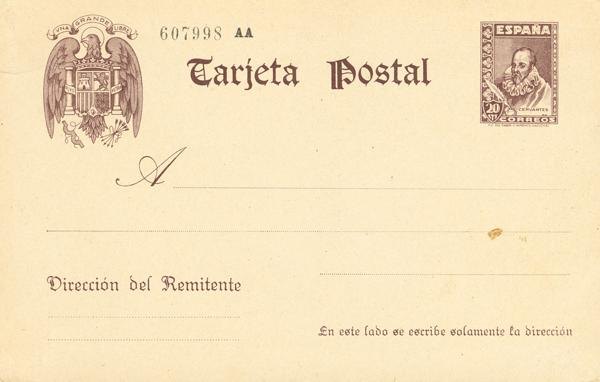 UNA GRANDE LIBRE
607998 AA
Tarjeta Postal
ESPAÑA
CERVANTES
20 CTS
CORREOS
A
Dirección del Remitente
En este lado se escribe solamente la dirección